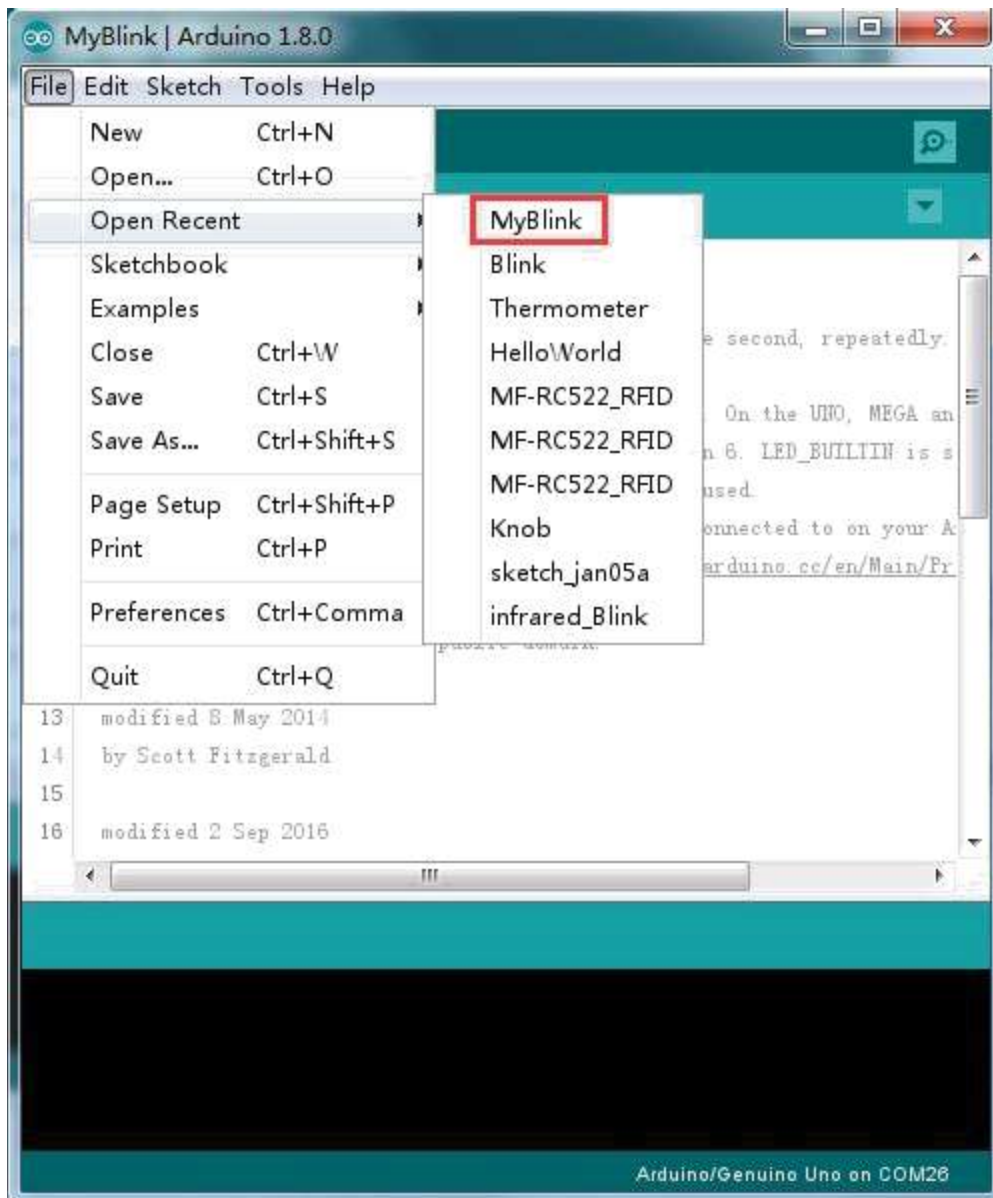 MyBlink | Arduino 1.8.0
File Edit Sketch Tools Help
New Ctrl+N
Open... Ctrl+O
Open Recent
Sketchbook
Examples
Close Ctrl+W
Save Ctrl+S
Save As... Ctrl+Shift+S
Page Setup Ctrl+Shift+P
Print Ctrl+P
Preferences Ctrl+Comma
Quit Ctrl+Q
MyBlink
Blink
Thermometer
HelloWorld
MF-RC522_RFID
MF-RC522_RFID
MF-RC522_RFID
Knob
sketch_jan05a
infrared_Blink
second, repeatedly.
. On the UNO, MEGA an
6. LED_BUILTIN is s
used.
onnected to on your A
arduino.cc/en/Main/Pr
13 modified 8 May 2014
14 by Scott Fitzgerald
15
16 modified 2 Sep 2016
Arduino/Genuino Uno on COM26